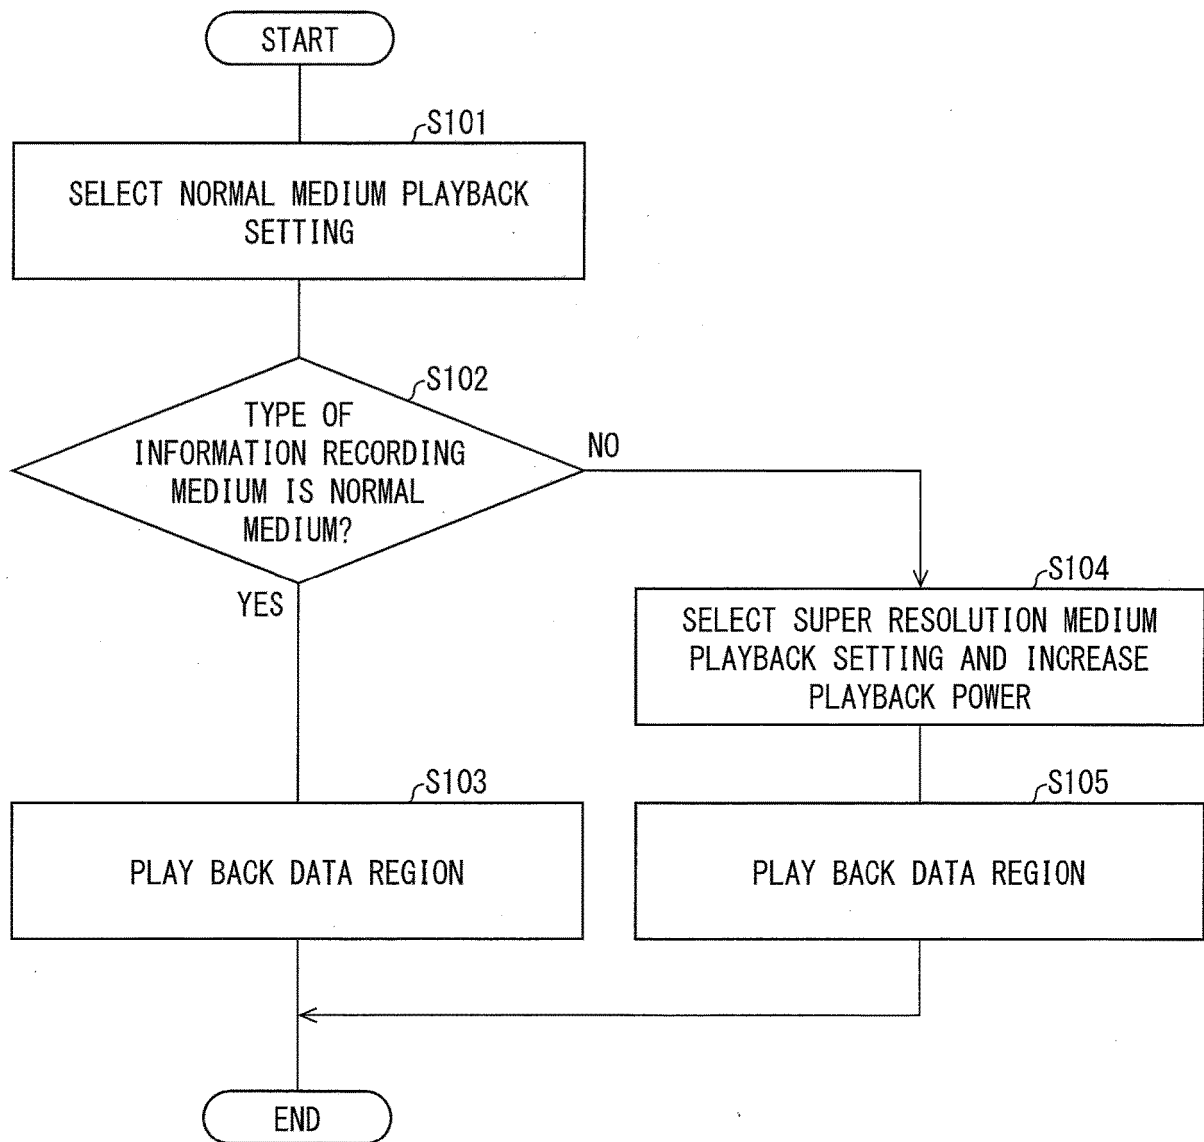 START
S101
SELECT NORMAL MEDIUM PLAYBACK
SETTING
S102
TYPE OF
INFORMATION RECORDING
MEDIUM IS NORMAL
MEDIUM?
NO
YES
S104
SELECT SUPER RESOLUTION MEDIUM
PLAYBACK SETTING AND INCREASE
PLAYBACK POWER
S103
PLAY BACK DATA REGION
S105
PLAY BACK DATA REGION
END